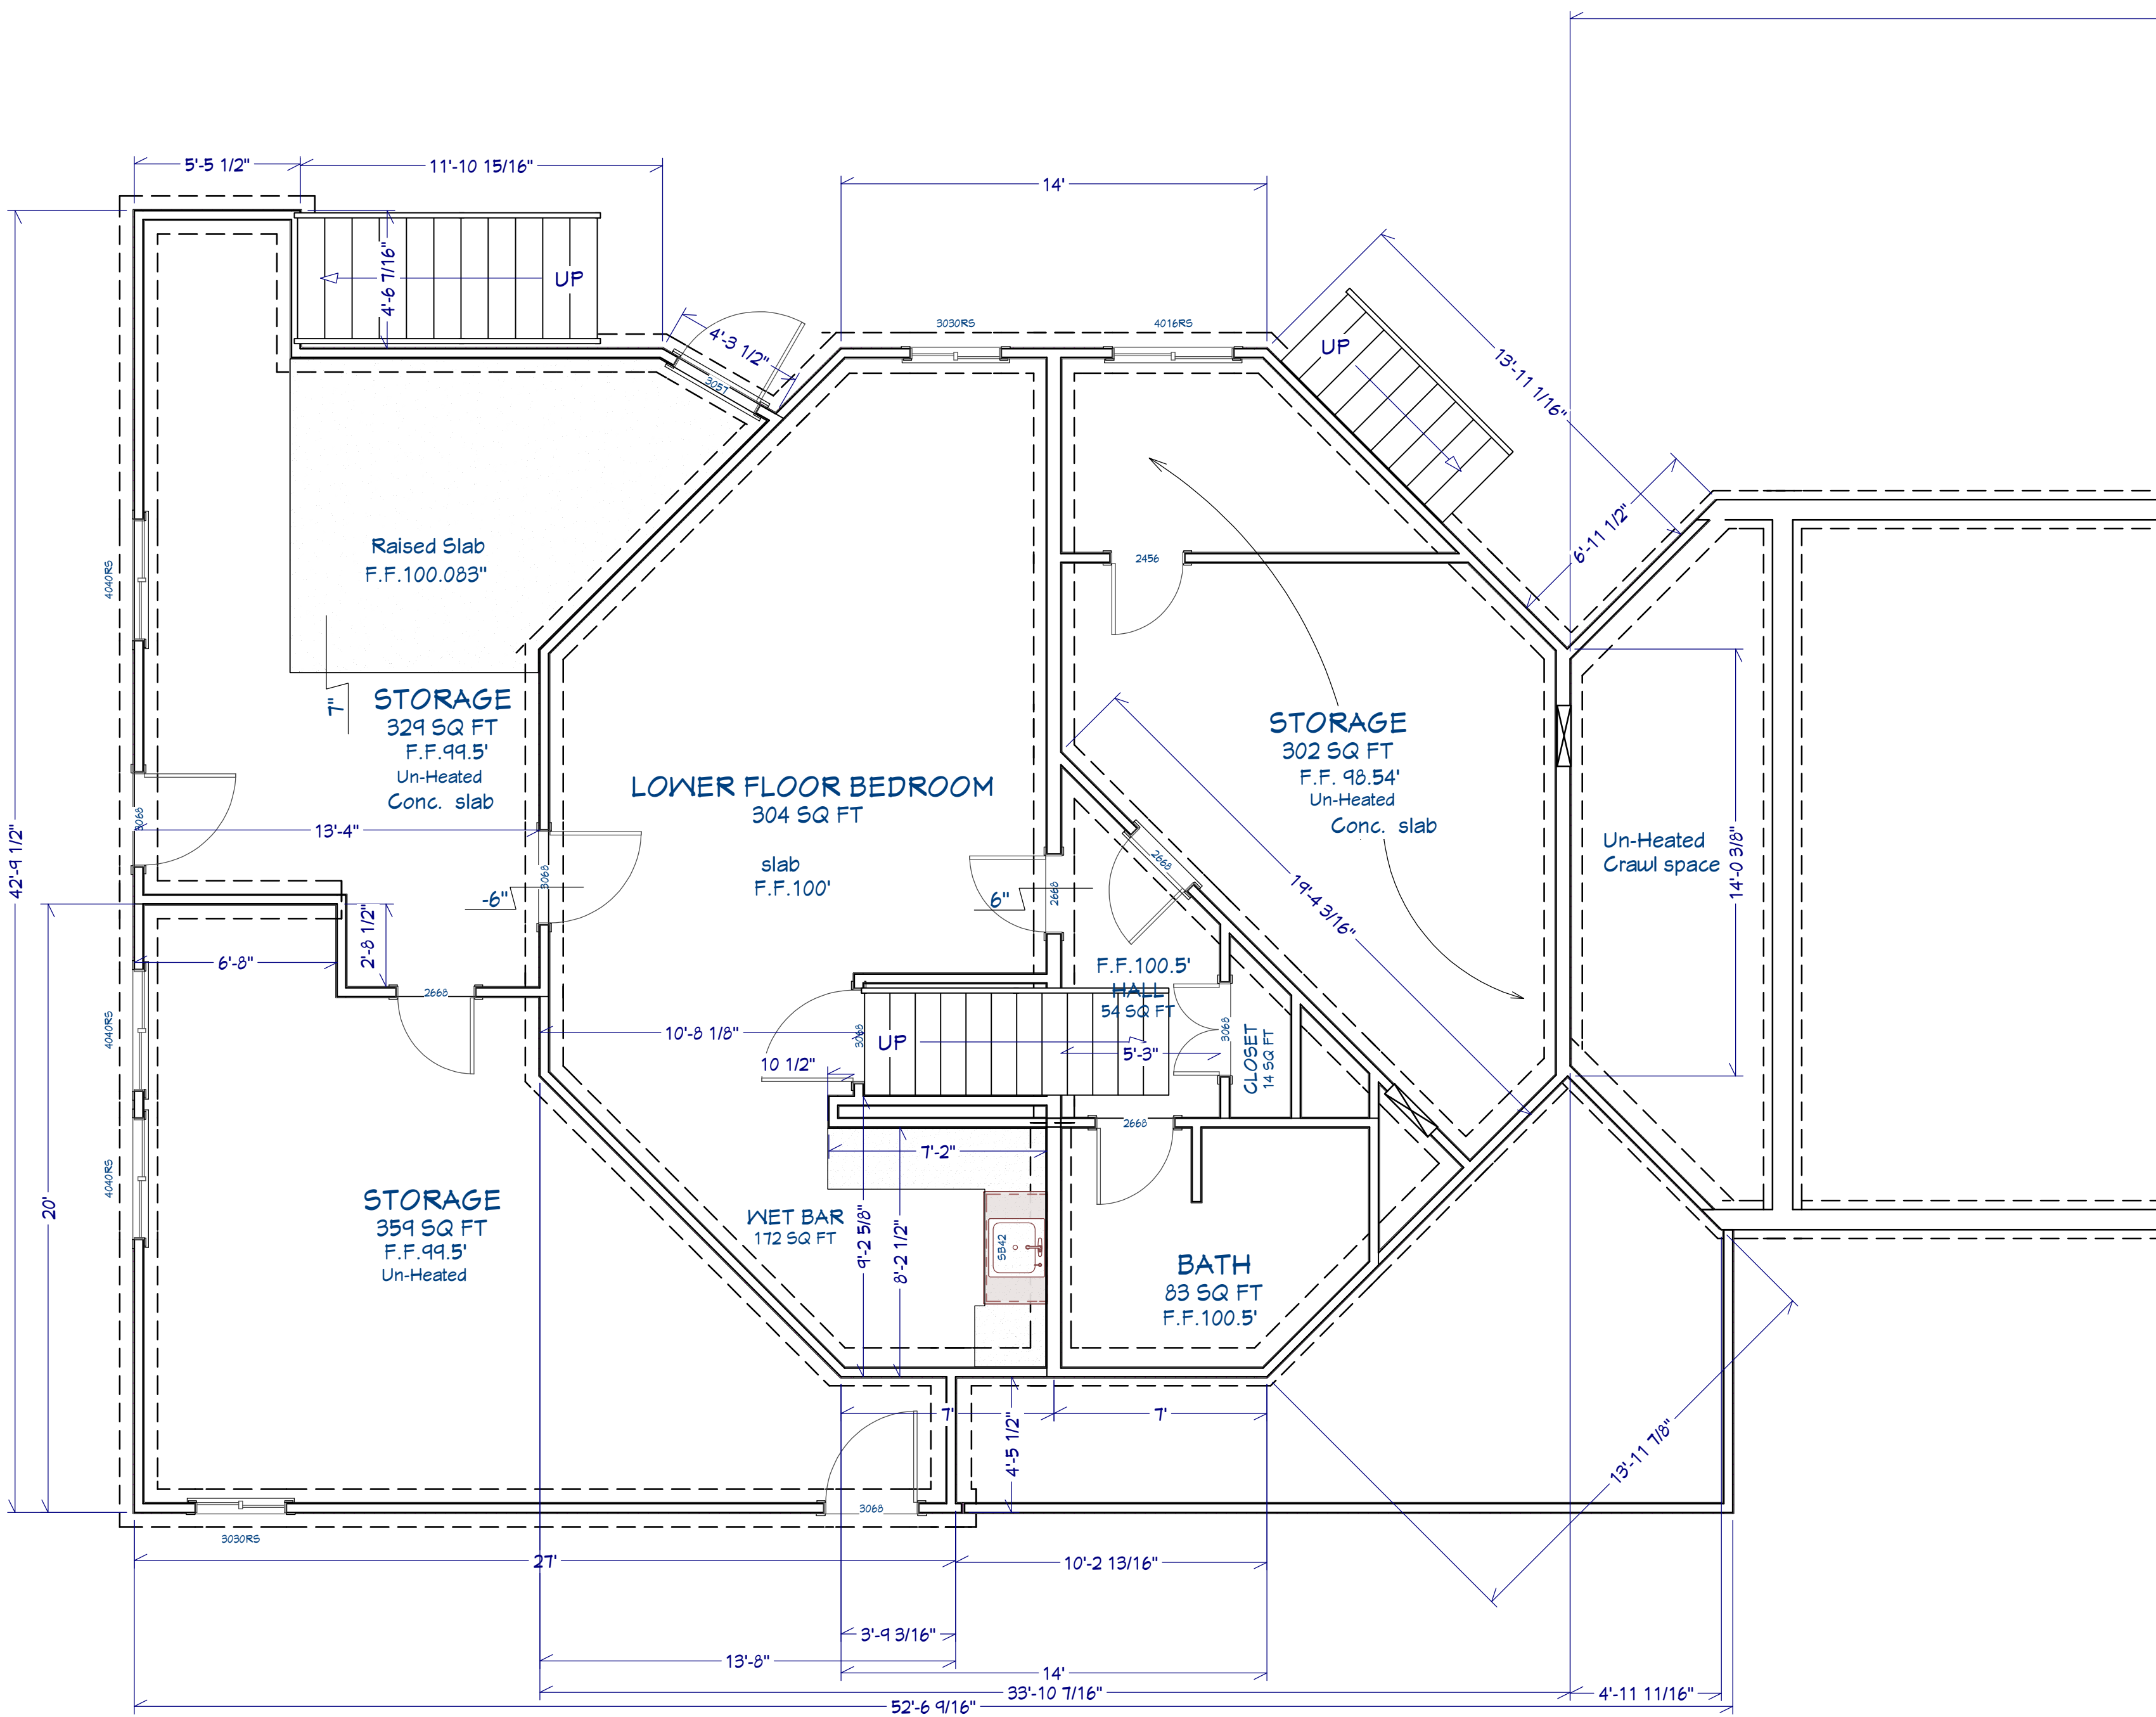 5'-5 1/2"
11'-10 15/16"
14'
4'-6 7/16"
UP
4'-3 1/2"
3057
3030RS
4016RS
UP
13'-11 1/16"
6'-11 1/2"
Raised Slab
F.F.100.083"
4040RS
2456
7"
STORAGE
329 SQ FT
F.F.99.5'
Un-Heated
Conc. slab
LOWER FLOOR BEDROOM
304 SQ FT
slab
F.F.100'
STORAGE
302 SQ FT
F.F. 98.54'
Un-Heated
Conc. slab
Un-Heated
Crawl space
14'-0 3/8"
42'-9 1/2"
3068
13'-4"
3068
-6"
6"
2668
2668
19'-4 3/16"
6'-8"
2'-8 1/2"
2668
F.F.100.5'
HALL
54 SQ FT
4040RS
10'-8 1/8"
3068
UP
5'-3"
3068
CLOSET
14 SQ FT
10 1/2"
2668
7'-2"
20'
4040RS
STORAGE
359 SQ FT
F.F.99.5'
Un-Heated
WET BAR
172 SQ FT
9'-2 5/8"
8'-2 1/2"
SB42
BATH
83 SQ FT
F.F.100.5'
7'
7'
4'-5 1/2"
13'-11 7/8"
3068
3030RS
27'
10'-2 13/16"
3'-9 3/16"
13'-8"
14'
33'-10 7/16"
4'-11 11/16"
52'-6 9/16"